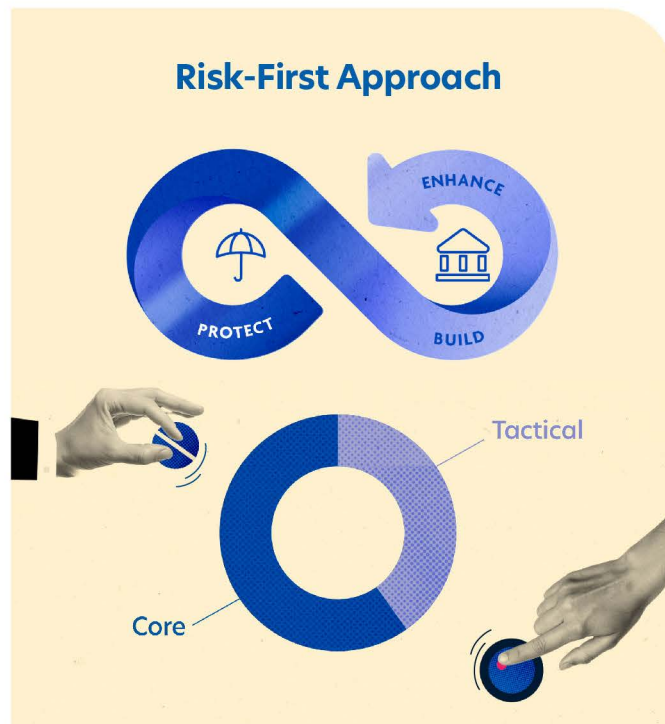 Risk-First Approach
ENHANCE
PROTECT
BUILD
Tactical
Core